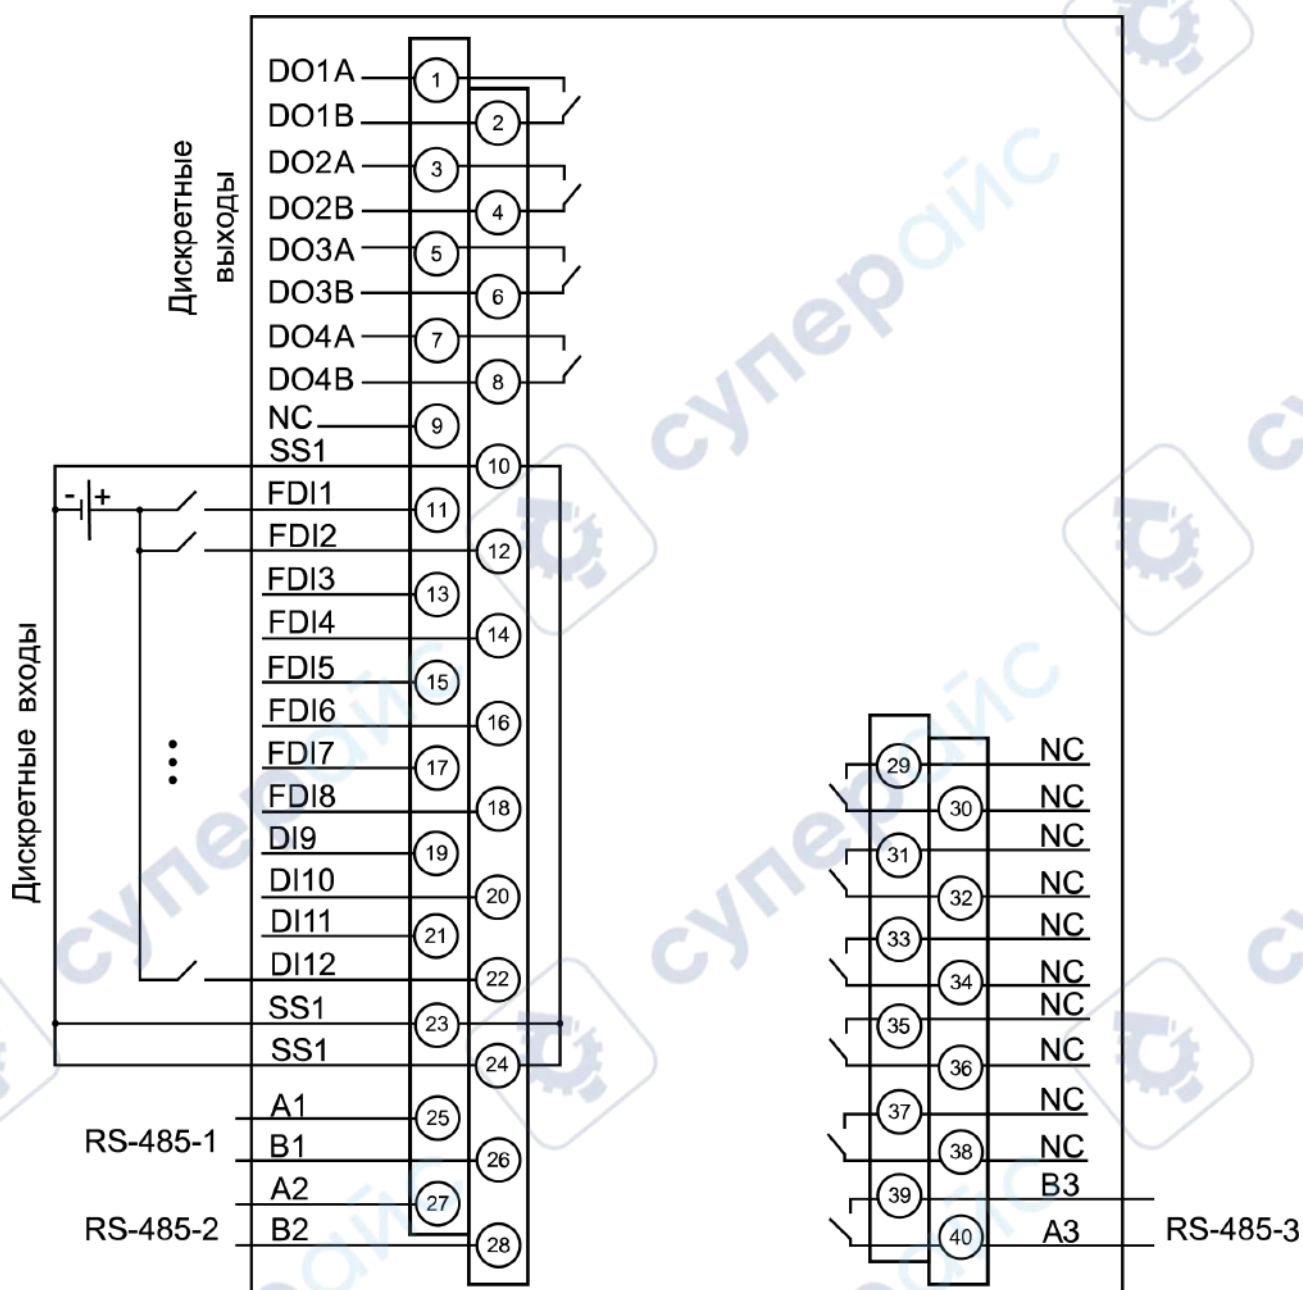 Дискретные
выходы
DO1A 1
DO1B 2
DO2A 3
DO2B 4
DO3A 5
DO3B 6
DO4A 7
DO4B 8
NC 9
SS1 10
- +
FDI1 11
FDI2 12
FDI3 13
FDI4 14
FDI5 15
FDI6 16
FDI7 17
FDI8 18
DI9 19
DI10 20
DI11 21
DI12 22
SS1 23
SS1 24
Дискретные входы
RS-485-1
A1 25
B1 26
RS-485-2
A2 27
B2 28
29 NC
30 NC
31 NC
32 NC
33 NC
34 NC
35 NC
36 NC
37 NC
38 NC
39 B3
40 A3
RS-485-3
суперайс
суперайс
суперайс